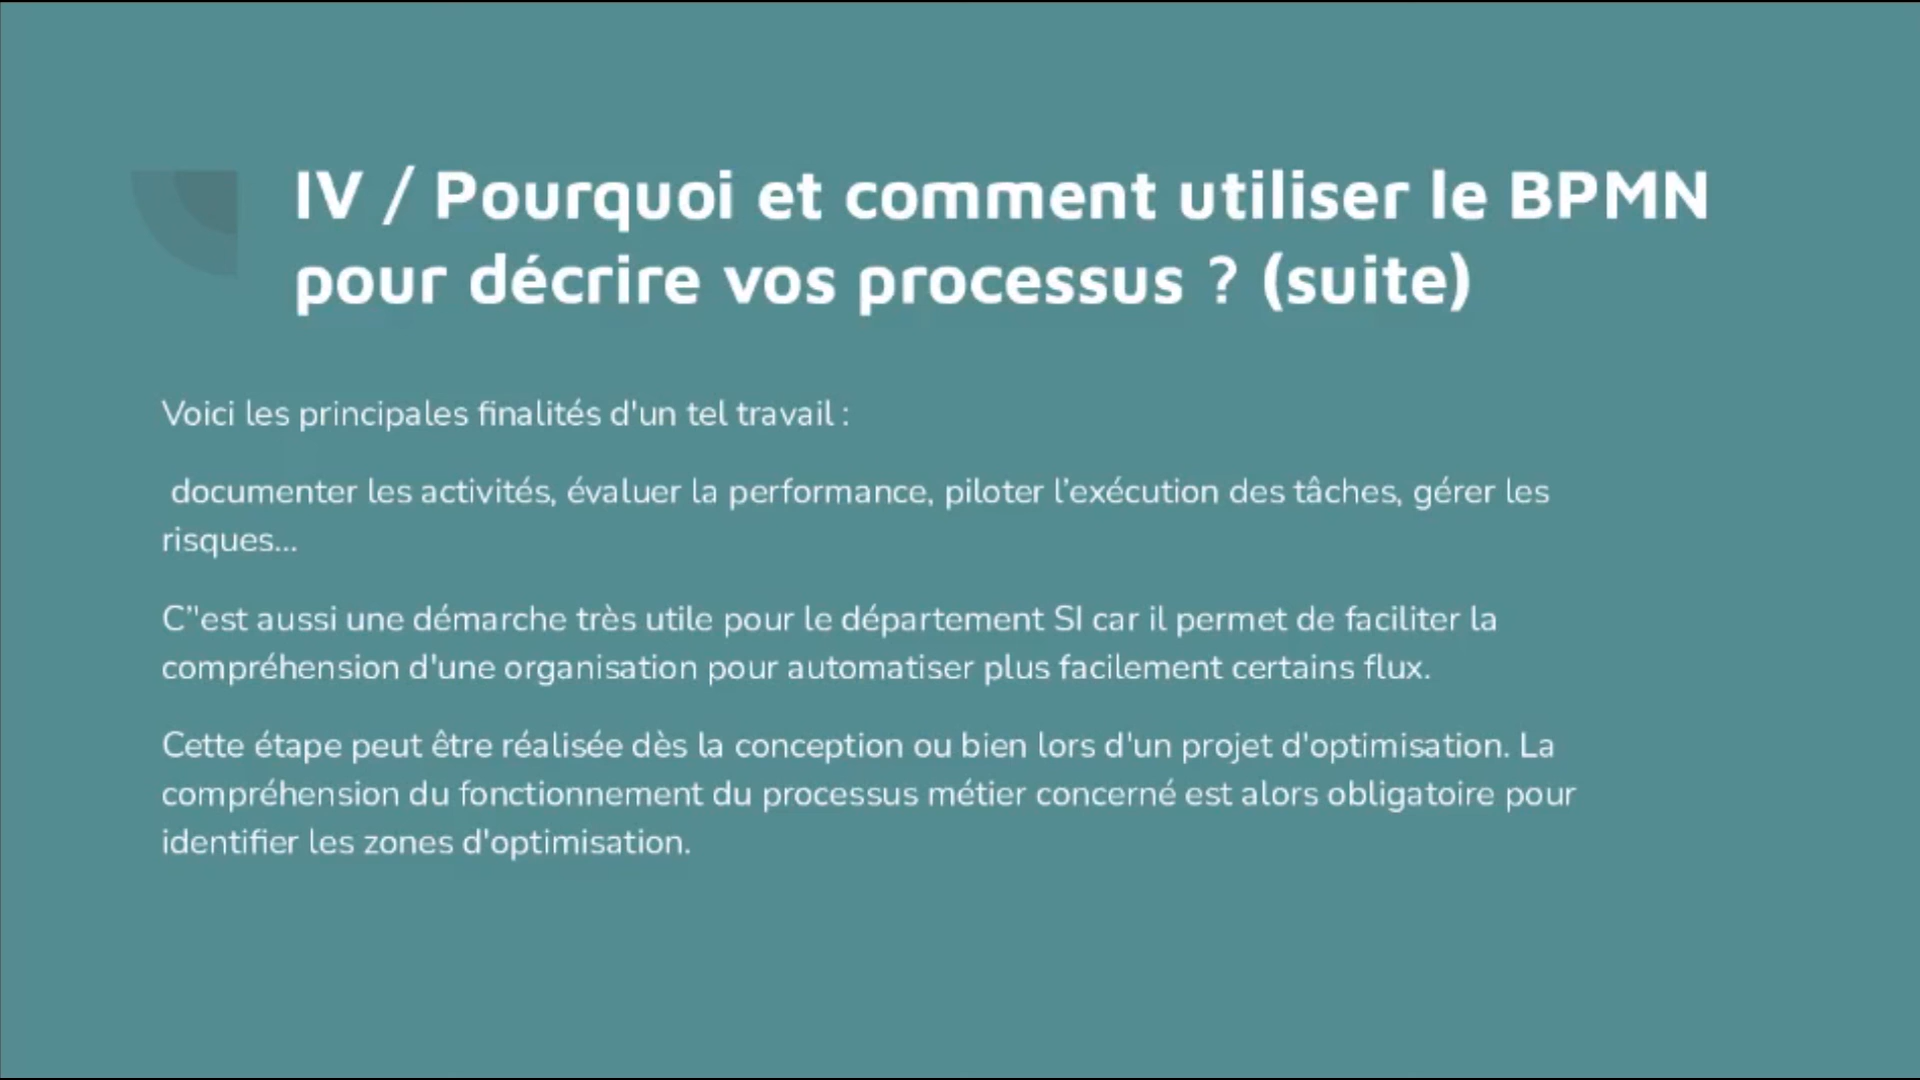 IV / Pourquoi et comment utiliser le BPMN
pour décrire vos processus ? (suite)
Voici les principales finalités d'un tel travail :
documenter les activités, évaluer la performance, piloter l’exécution des tâches, gérer les
risques...
C’'est aussi une démarche très utile pour le département SI car il permet de faciliter la
compréhension d'une organisation pour automatiser plus facilement certains flux.
Cette étape peut être réalisée dès la conception ou bien lors d'un projet d'optimisation. La
compréhension du fonctionnement du processus métier concerné est alors obligatoire pour
identifier les zones d'optimisation.